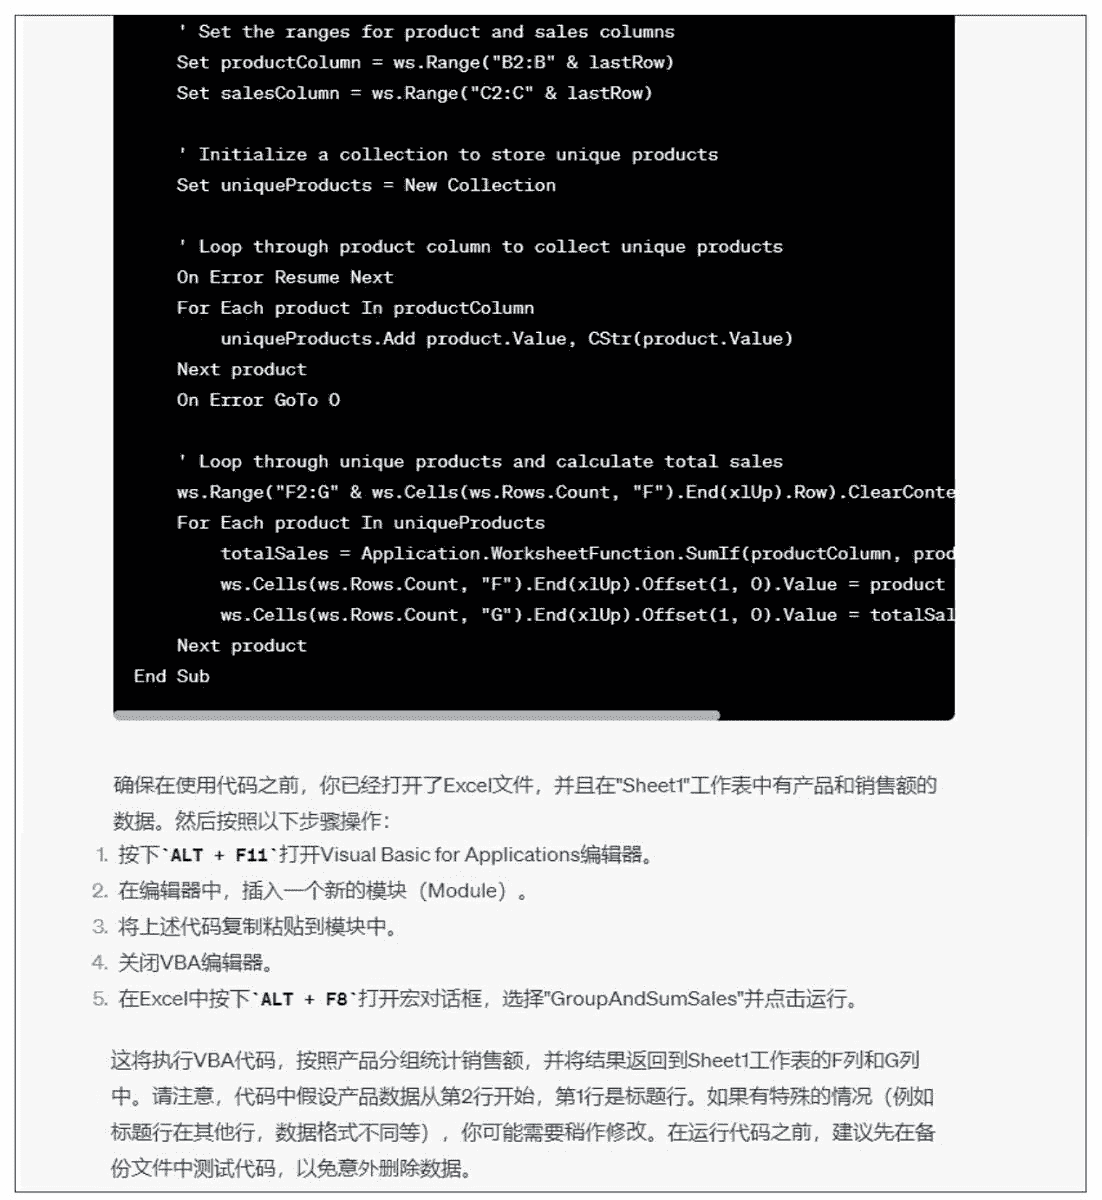 ' Set the ranges for product and sales columns
Set productColumn = ws.Range("B2:B" & lastRow)
Set salesColumn = ws.Range("C2:C" & lastRow)
' Initialize a collection to store unique products
Set uniqueProducts = New Collection
' Loop through product column to collect unique products
On Error Resume Next
For Each product In productColumn
uniqueProducts.Add product.Value, CStr(product.Value)
Next product
On Error GoTo 0
' Loop through unique products and calculate total sales
ws.Range("F2:G" & ws.Cells(ws.Rows.Count, "F").End(xlUp).Row).ClearConte
For Each product In uniqueProducts
totalSales = Application.WorksheetFunction.SumIf(productColumn, prod
ws.Cells(ws.Rows.Count, "F").End(xlUp).Offset(1, 0).Value = product
ws.Cells(ws.Rows.Count, "G").End(xlUp).Offset(1, 0).Value = totalSal
Next product
End Sub
确保在使用代码之前，你已经打开了Excel文件，并且在"Sheet1"工作表中有产品和销售额的
数据。然后按照以下步骤操作：
1. 按下`ALT + F11`打开Visual Basic for Applications编辑器。
2. 在编辑器中，插入一个新的模块（Module）。
3. 将上述代码复制粘贴到模块中。
4. 关闭VBA编辑器。
5. 在Excel中按下`ALT + F8`打开宏对话框，选择"GroupAndSumSales"并点击运行。
这将执行VBA代码，按照产品分组统计销售额，并将结果返回到Sheet1工作表的F列和G列
中。请注意，代码中假设产品数据从第2行开始，第1行是标题行。如果有特殊的情况（例如
标题行在其他行，数据格式不同等），你可能需要稍作修改。在运行代码之前，建议先在备
份文件中测试代码，以免意外删除数据。